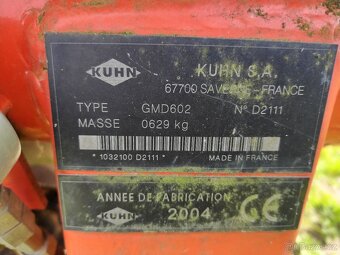 KUHN KUHN S.A.
67700 SAVERNE-FRANCE
TYPE GMD602 N° D2111
MASSE 0629 kg
* 1032100 D2111 * MADE IN FRANCE
ANNEE DE FABRICATION
KUHN 2004 CE